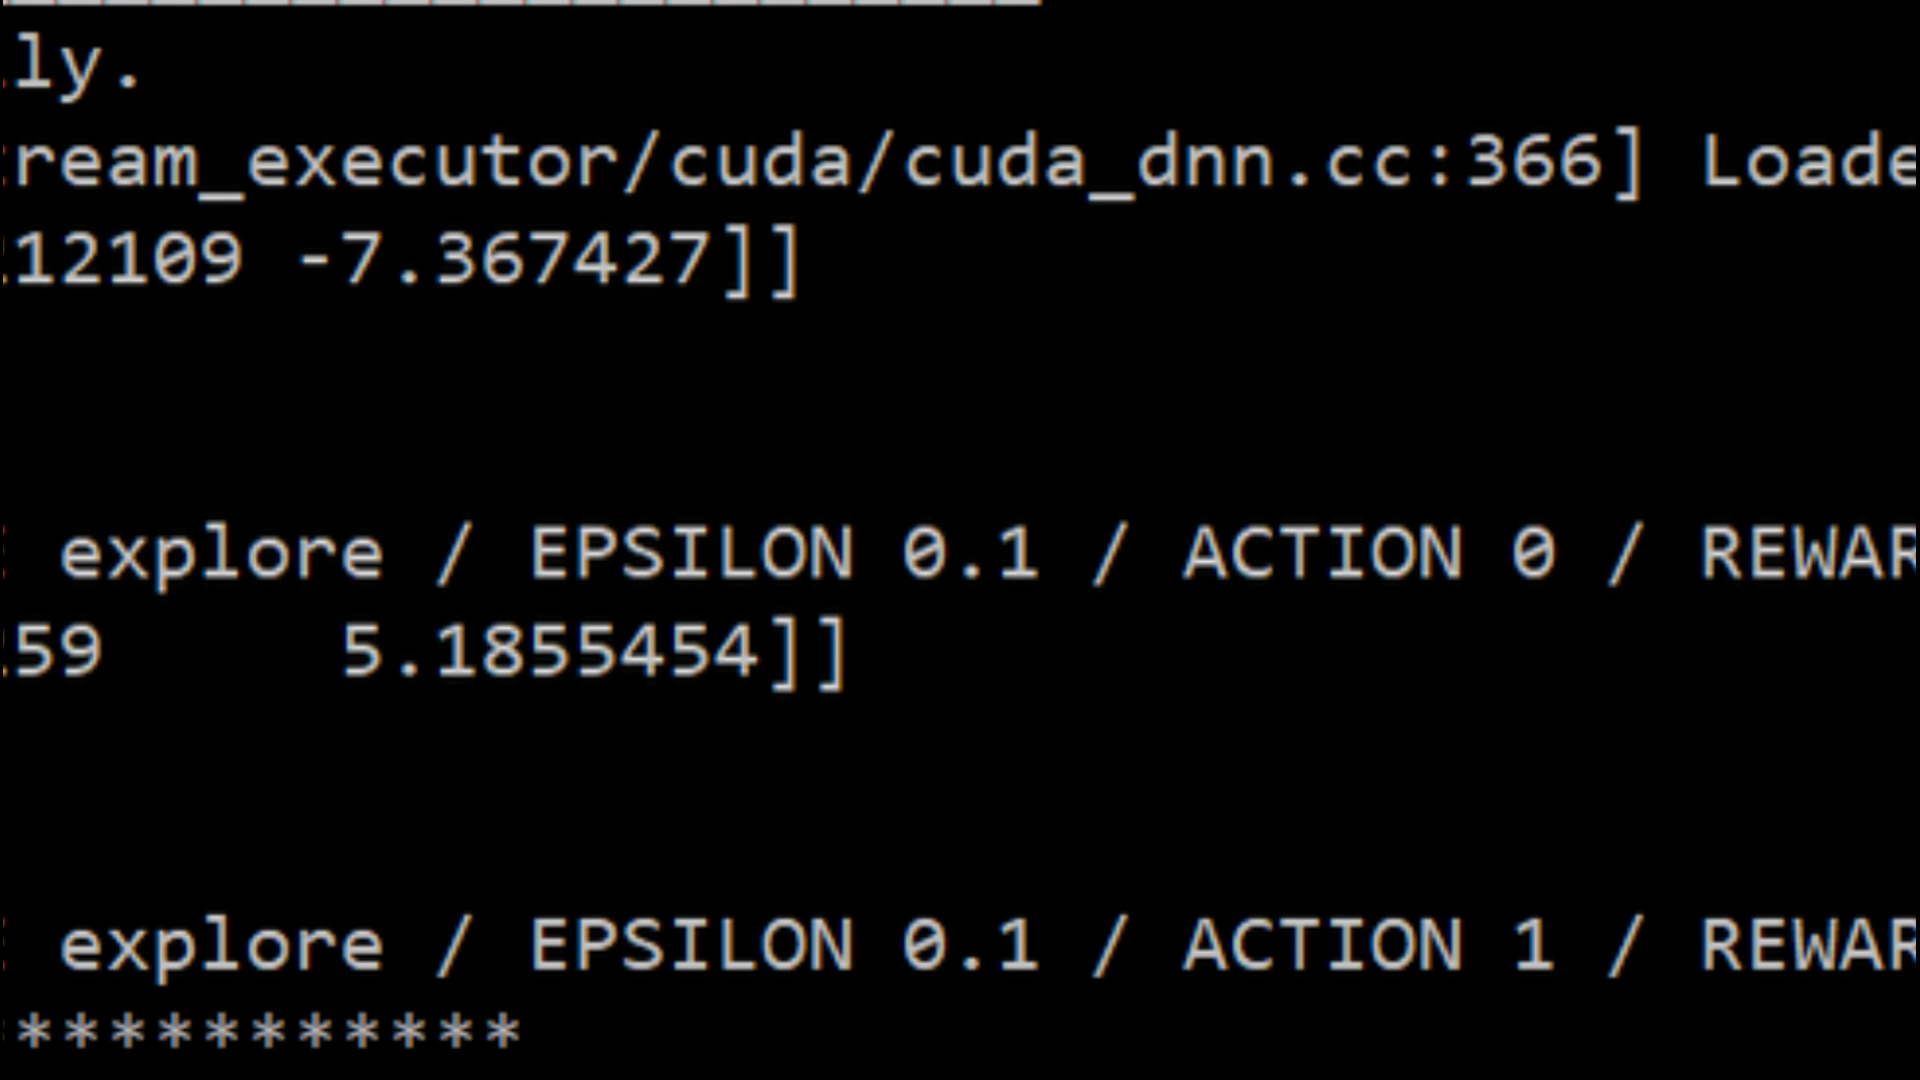 ly.
ream_executor/cuda/cuda_dnn.cc:366] Loade
12109 -7.367427]]
explore / EPSILON 0.1 / ACTION 0 / REWAR
59 5.1855454]]
explore / EPSILON 0.1 / ACTION 1 / REWAR
***********